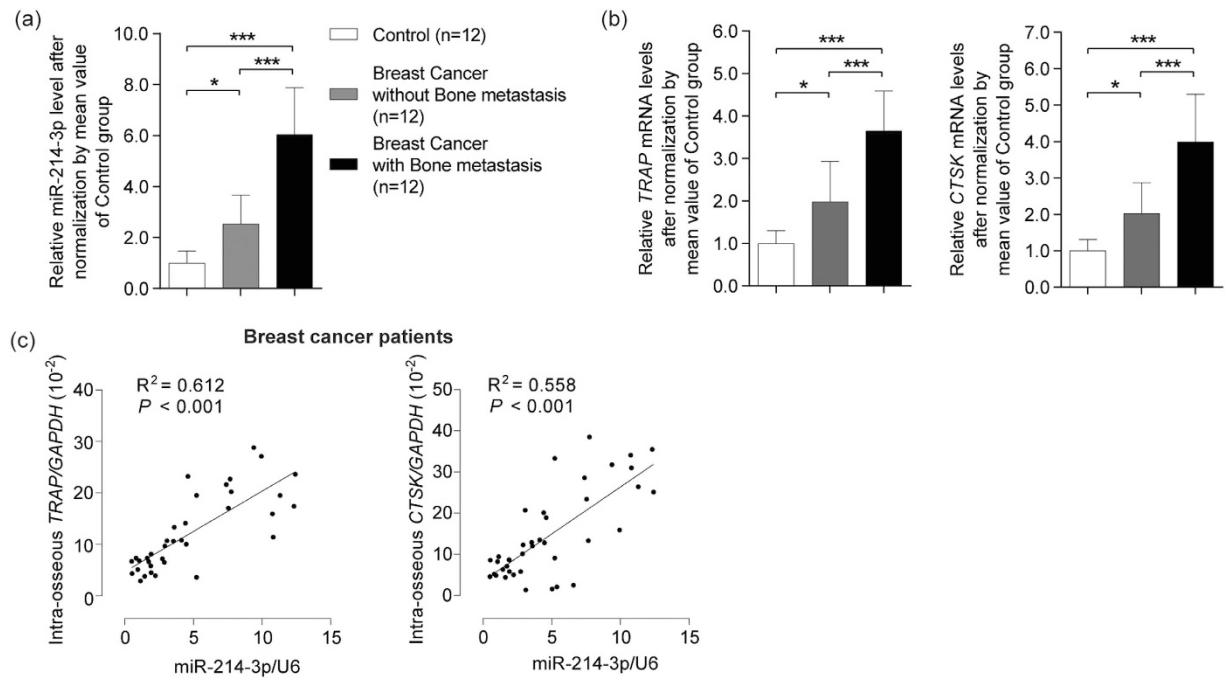 (a)
Relative miR-214-3p level after
normalization by mean value
of Control group
10.0
8.0
6.0
4.0
2.0
0.0
***
***
*
Control (n=12)
Breast Cancer
without Bone metastasis
(n=12)
Breast Cancer
with Bone metastasis
(n=12)
(b)
Relative TRAP mRNA levels
after normalization by
mean value of Control group
6.0
5.0
4.0
3.0
2.0
1.0
0.0
***
***
*
Relative CTSK mRNA levels
after normalization by
mean value of Control group
7.0
6.0
5.0
4.0
3.0
2.0
1.0
0.0
***
***
*
(c)
Breast cancer patients
Intra-osseous TRAP/GAPDH (10-2)
R2 = 0.612
P < 0.001
40
30
20
10
0
0 5 10 15
miR-214-3p/U6
Intra-osseous CTSK/GAPDH (10-2)
R2 = 0.558
P < 0.001
50
40
30
20
10
0
0 5 10 15
miR-214-3p/U6